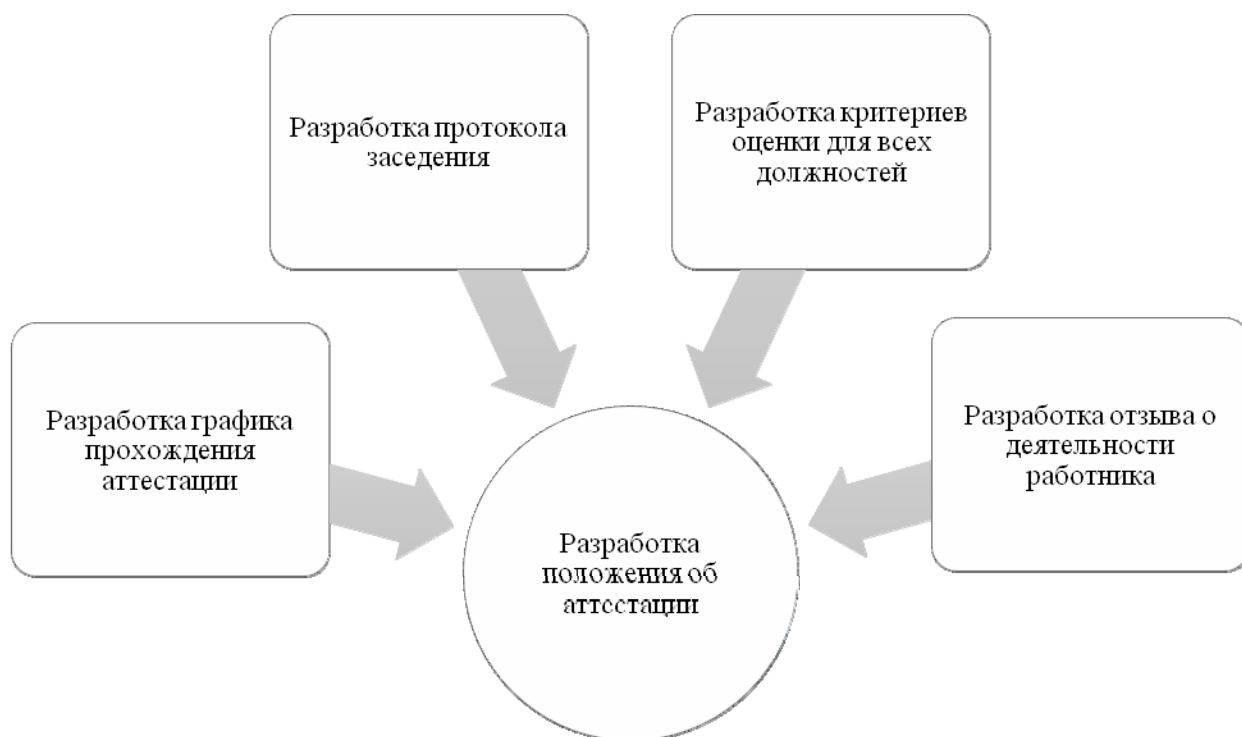 Разработка протокола
заседения
Разработка критериев
оценки для всех
должностей
Разработка графика
прохождения
аттестации
Разработка отзыва о
деятельности
работника
Разработка
положения об
аттестации